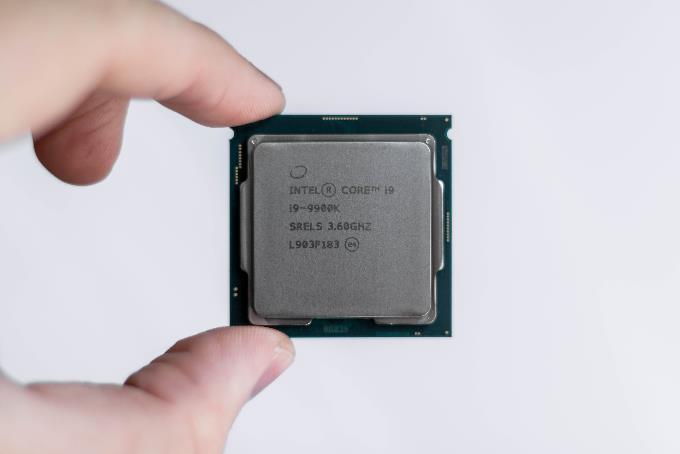 INTEL® CORE™ i9
i9-9900K
SRELS 3.60GHZ
L903F183 e4